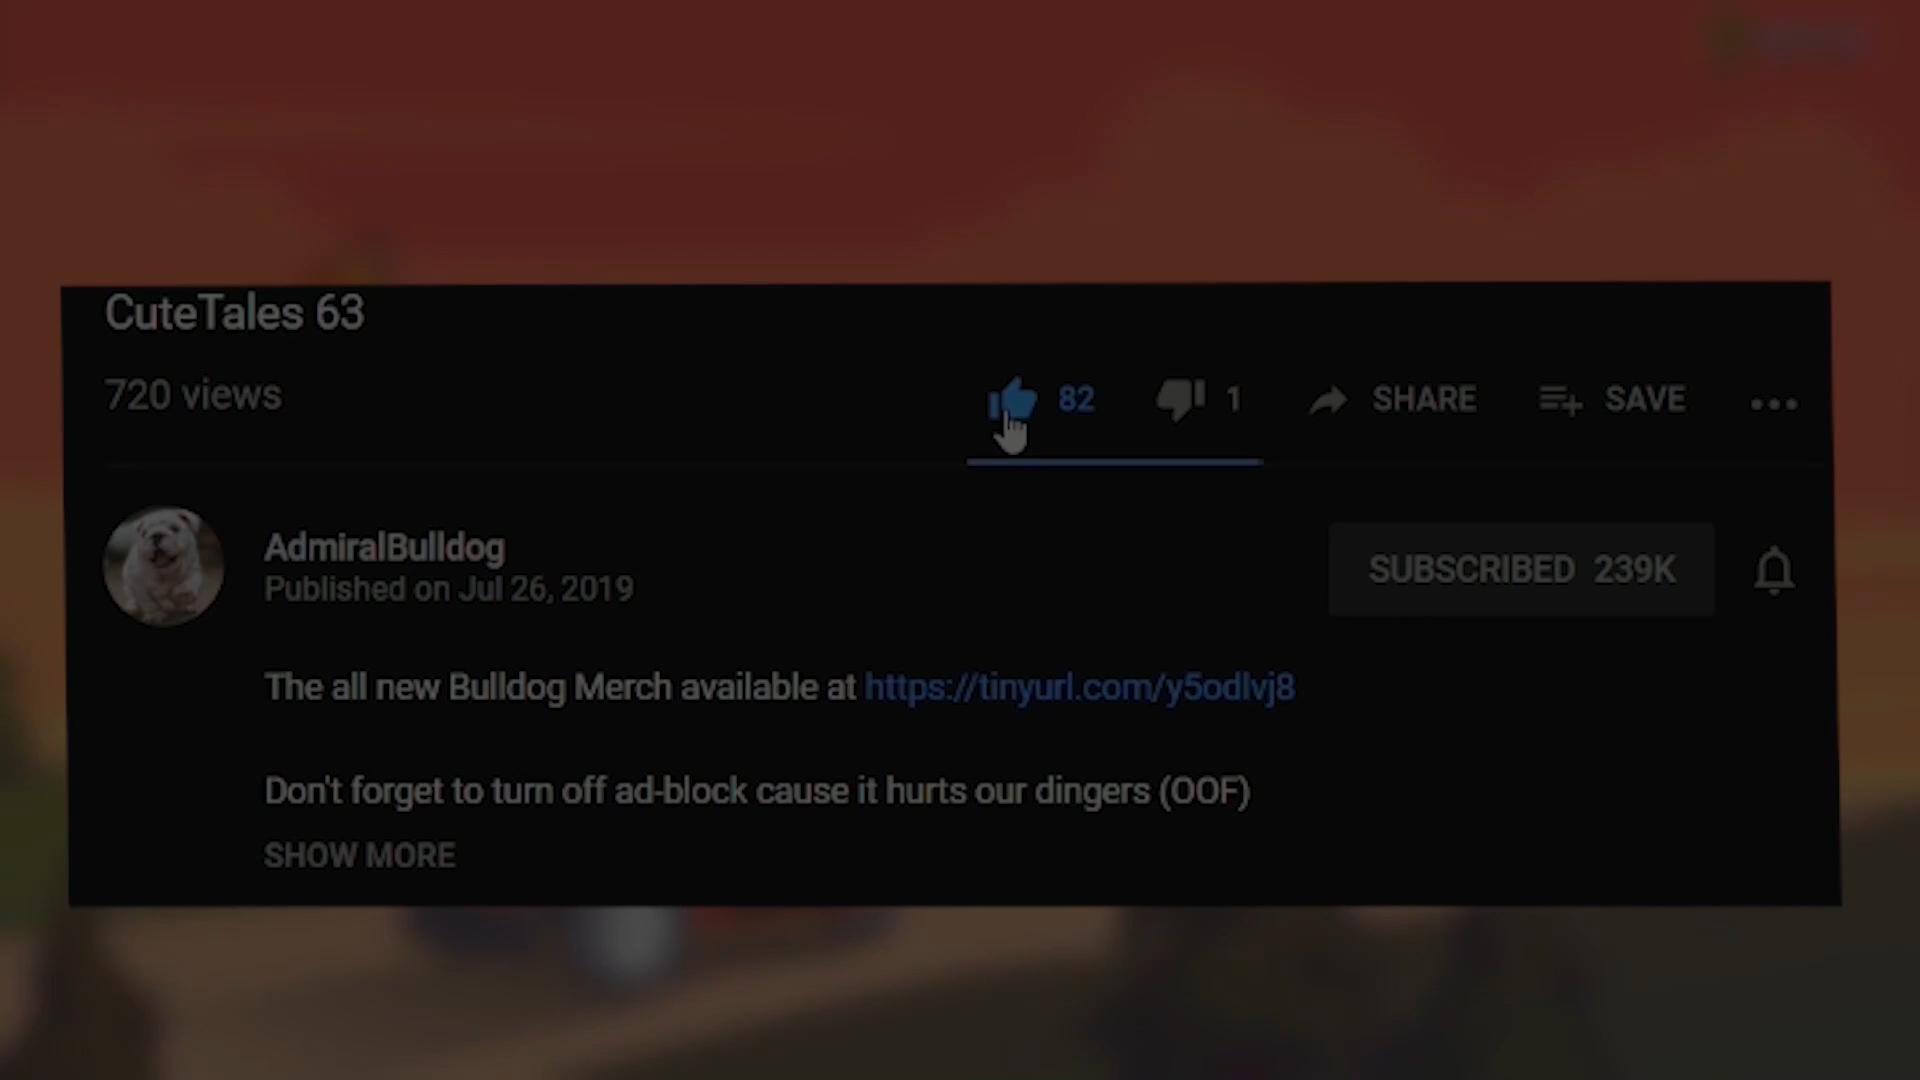 CuteTales 63
720 views
82 1 SHARE SAVE
AdmiralBulldog
Published on Jul 26, 2019
SUBSCRIBED 239K
The all new Bulldog Merch available at https://tinyurl.com/y5odlvj8
Don't forget to turn off ad-block cause it hurts our dingers (OOF)
SHOW MORE